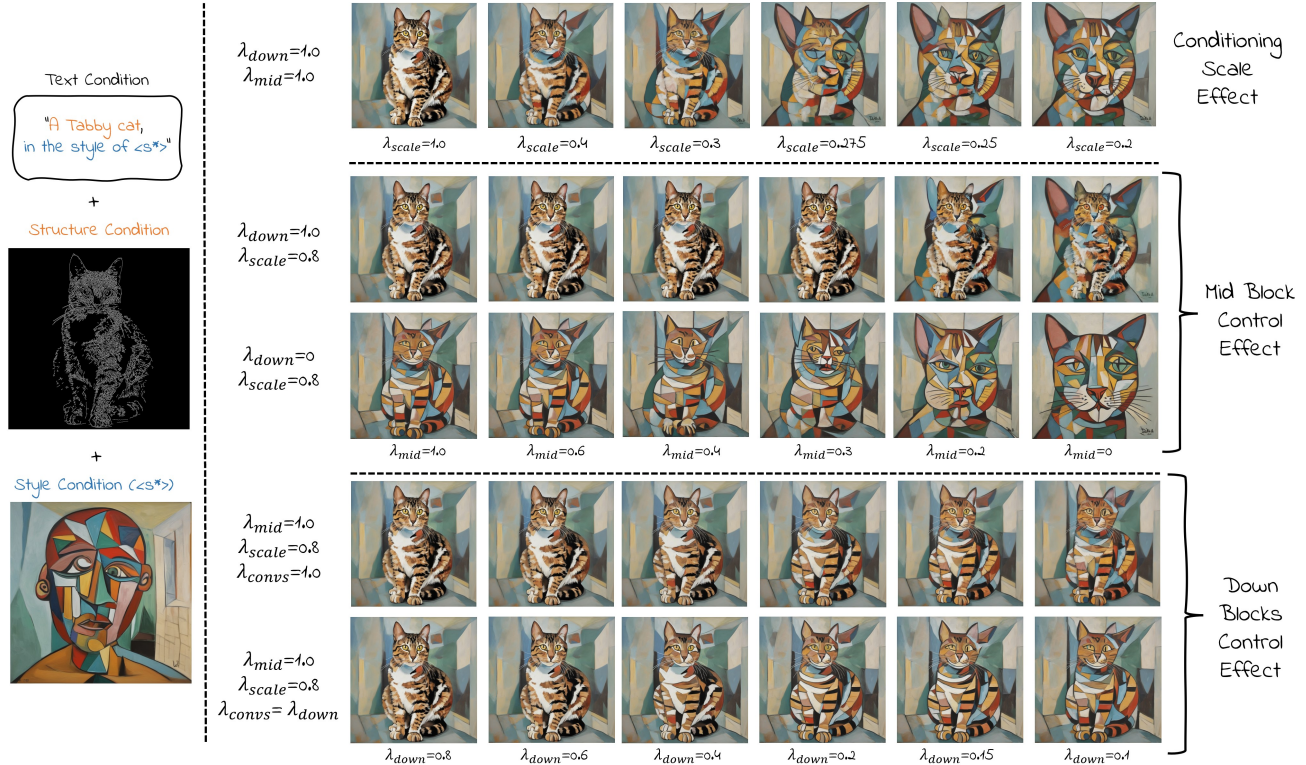 Text Condition
"A Tabby cat,
in the style of <s*>"
+
Structure Condition
+
Style Condition (<s*>)
λdown=1.0
λmid=1.0
λscale=1.0 λscale=0.4 λscale=0.3 λscale=0.275 λscale=0.25 λscale=0.2
Conditioning
Scale
Effect
λdown=1.0
λscale=0.8
λdown=0
λscale=0.8
λmid=1.0 λmid=0.6 λmid=0.4 λmid=0.3 λmid=0.2 λmid=0
Mid Block
Control
Effect
λmid=1.0
λscale=0.8
λconvs=1.0
λmid=1.0
λscale=0.8
λconvs= λdown
λdown=0.8 λdown=0.6 λdown=0.4 λdown=0.2 λdown=0.15 λdown=0.1
Down
Blocks
Control
Effect